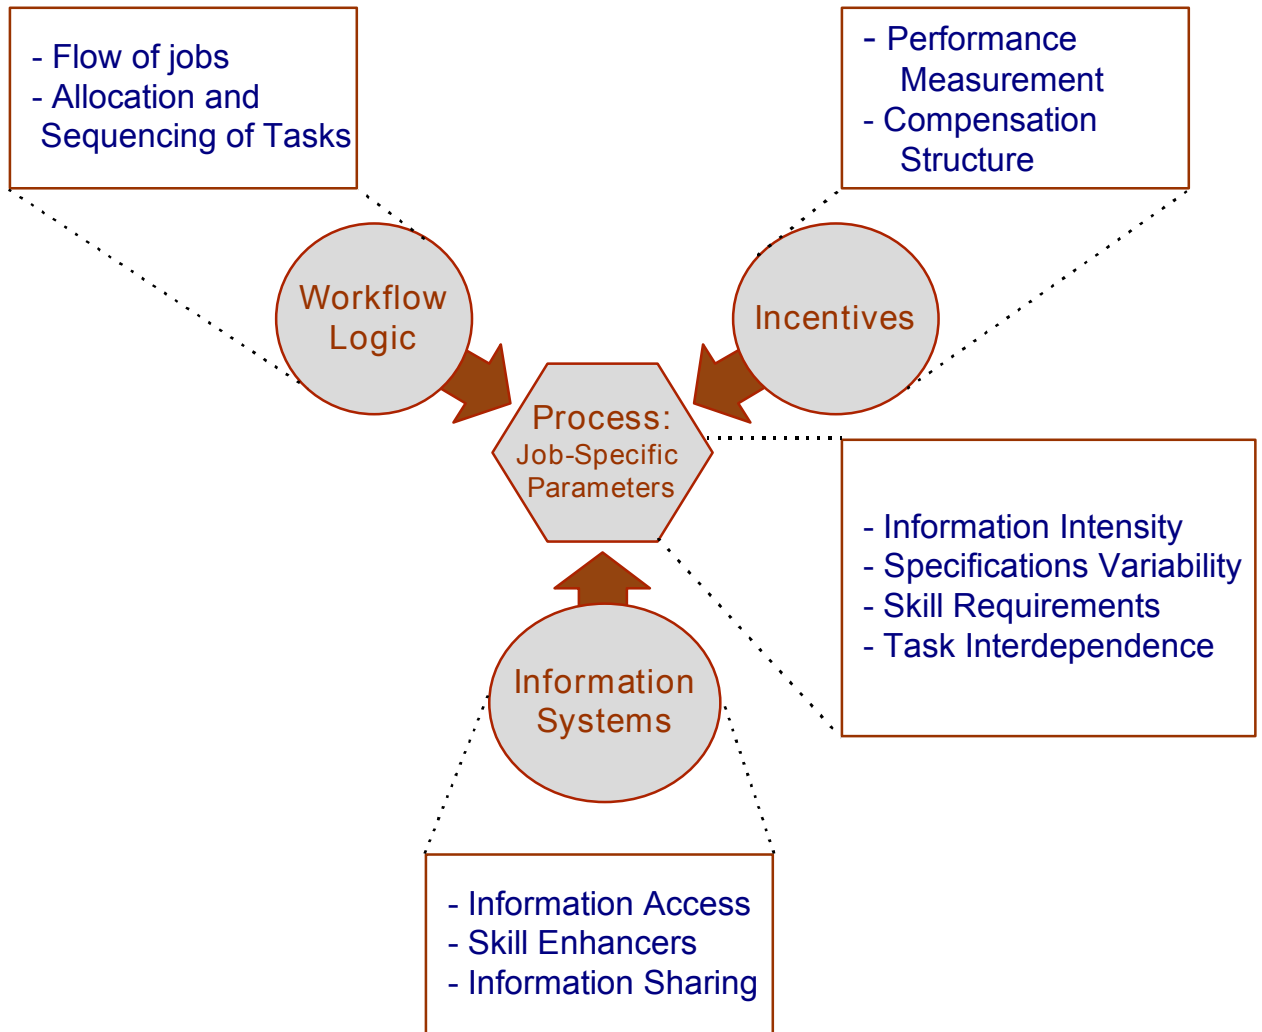 - Flow of jobs
- Allocation and
Sequencing of Tasks
- Performance
Measurement
- Compensation
Structure
Workflow
Logic
Incentives
Process:
Job-Specific
Parameters
- Information Intensity
- Specifications Variability
- Skill Requirements
- Task Interdependence
Information
Systems
- Information Access
- Skill Enhancers
- Information Sharing